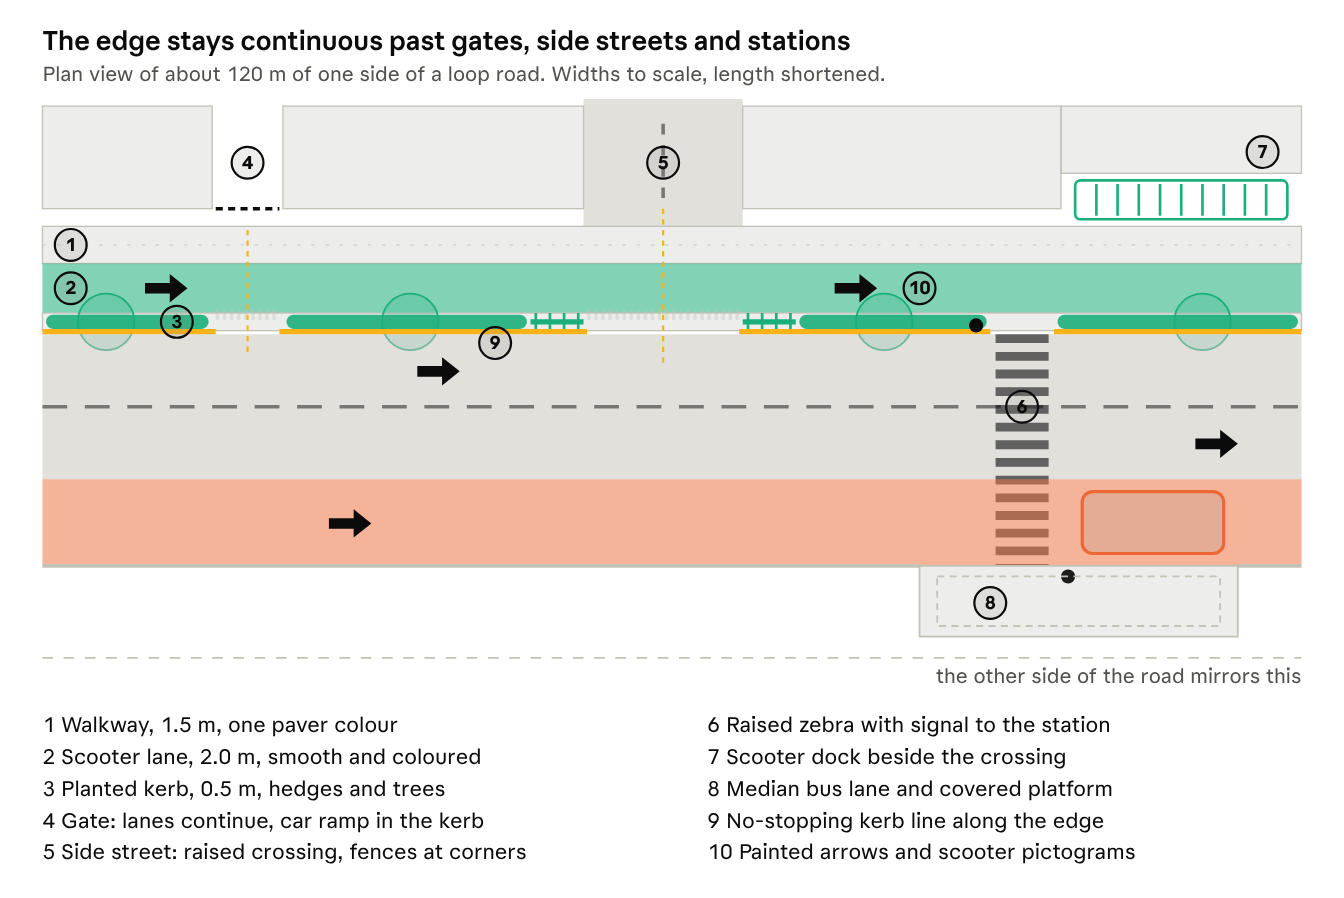 The edge stays continuous past gates, side streets and stations
Plan view of about 120 m of one side of a loop road. Widths to scale, length shortened.
4
5
7
1
2
10
3
9
6
8
the other side of the road mirrors this
1 Walkway, 1.5 m, one paver colour
2 Scooter lane, 2.0 m, smooth and coloured
3 Planted kerb, 0.5 m, hedges and trees
4 Gate: lanes continue, car ramp in the kerb
5 Side street: raised crossing, fences at corners
6 Raised zebra with signal to the station
7 Scooter dock beside the crossing
8 Median bus lane and covered platform
9 No-stopping kerb line along the edge
10 Painted arrows and scooter pictograms